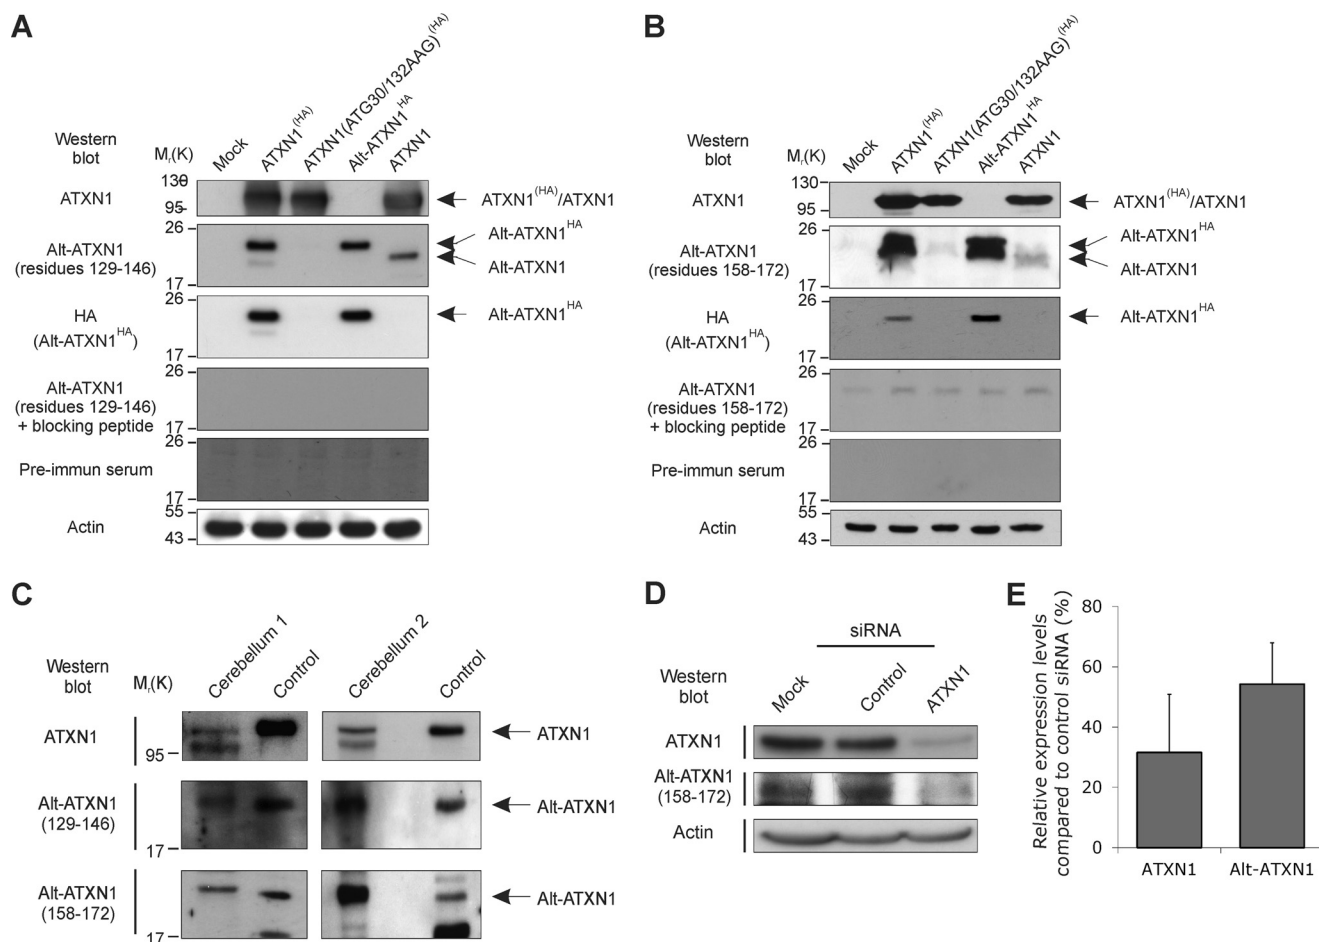 A
Western
blot
Mr(K)
Mock
ATXN1(HA)
ATXN1(ATG30/132AAG)(HA)
Alt-ATXN1HA
ATXN1
130
95
ATXN1
ATXN1(HA)/ATXN1
26
17
Alt-ATXN1
(residues 129-146)
Alt-ATXN1HA
Alt-ATXN1
26
17
HA
(Alt-ATXN1HA)
Alt-ATXN1HA
26
17
Alt-ATXN1
(residues 129-146)
+ blocking peptide
26
17
Pre-immun serum
55
43
Actin
B
Western
blot
Mr(K)
Mock
ATXN1(HA)
ATXN1(ATG30/132AAG)(HA)
Alt-ATXN1HA
ATXN1
130
95
ATXN1
ATXN1(HA)/ATXN1
26
17
Alt-ATXN1
(residues 158-172)
Alt-ATXN1HA
Alt-ATXN1
26
17
HA
(Alt-ATXN1HA)
Alt-ATXN1HA
26
17
Alt-ATXN1
(residues 158-172)
+ blocking peptide
26
17
Pre-immun serum
55
43
Actin
C
Western
blot
Mr(K)
Cerebellum 1
Control
Cerebellum 2
Control
ATXN1
95
ATXN1
Alt-ATXN1
(129-146)
17
Alt-ATXN1
Alt-ATXN1
(158-172)
17
Alt-ATXN1
D
siRNA
Western
blot
Mock
Control
ATXN1
ATXN1
Alt-ATXN1
(158-172)
Actin
E
Relative expression levels
compared to control siRNA (%)
80
60
40
20
0
ATXN1
Alt-ATXN1